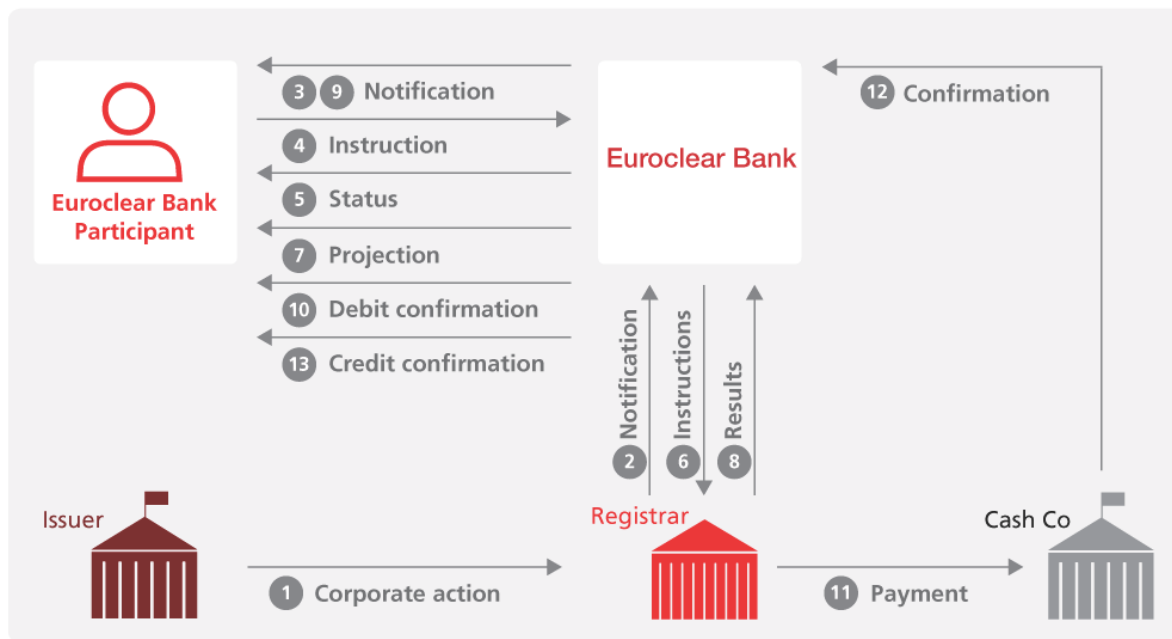 3 9 Notification
12 Confirmation
4 Instruction
Euroclear Bank
5 Status
Euroclear Bank
Participant
7 Projection
10 Debit confirmation
13 Credit confirmation
2 Notification
6 Instructions
8 Results
Issuer
Registrar
Cash Co
1 Corporate action
11 Payment